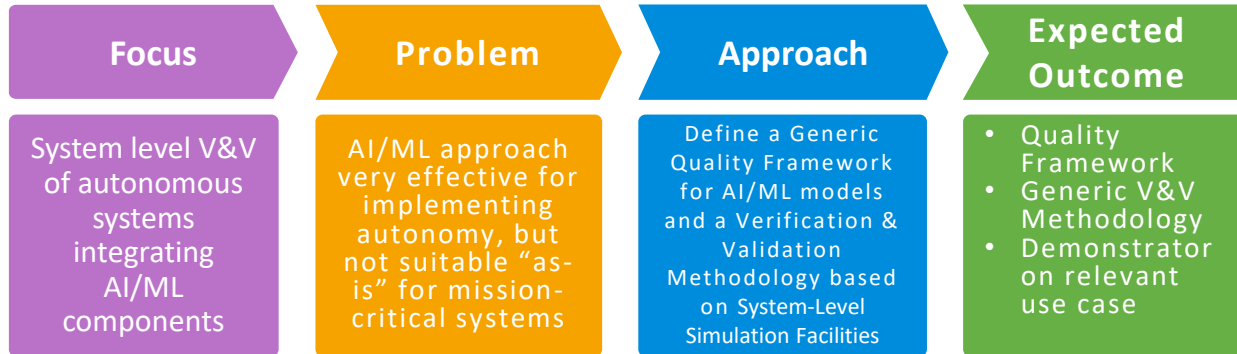 Focus
System level V&V
of autonomous
systems
integrating
AI/ML
components
Problem
AI/ML approach
very effective for
implementing
autonomy, but
not suitable “as-
is” for mission-
critical systems
Approach
Define a Generic
Quality Framework
for AI/ML models
and a Verification &
Validation
Methodology based
on System-Level
Simulation Facilities
Expected
Outcome
• Quality
Framework
• Generic V&V
Methodology
• Demonstrator
on relevant
use case